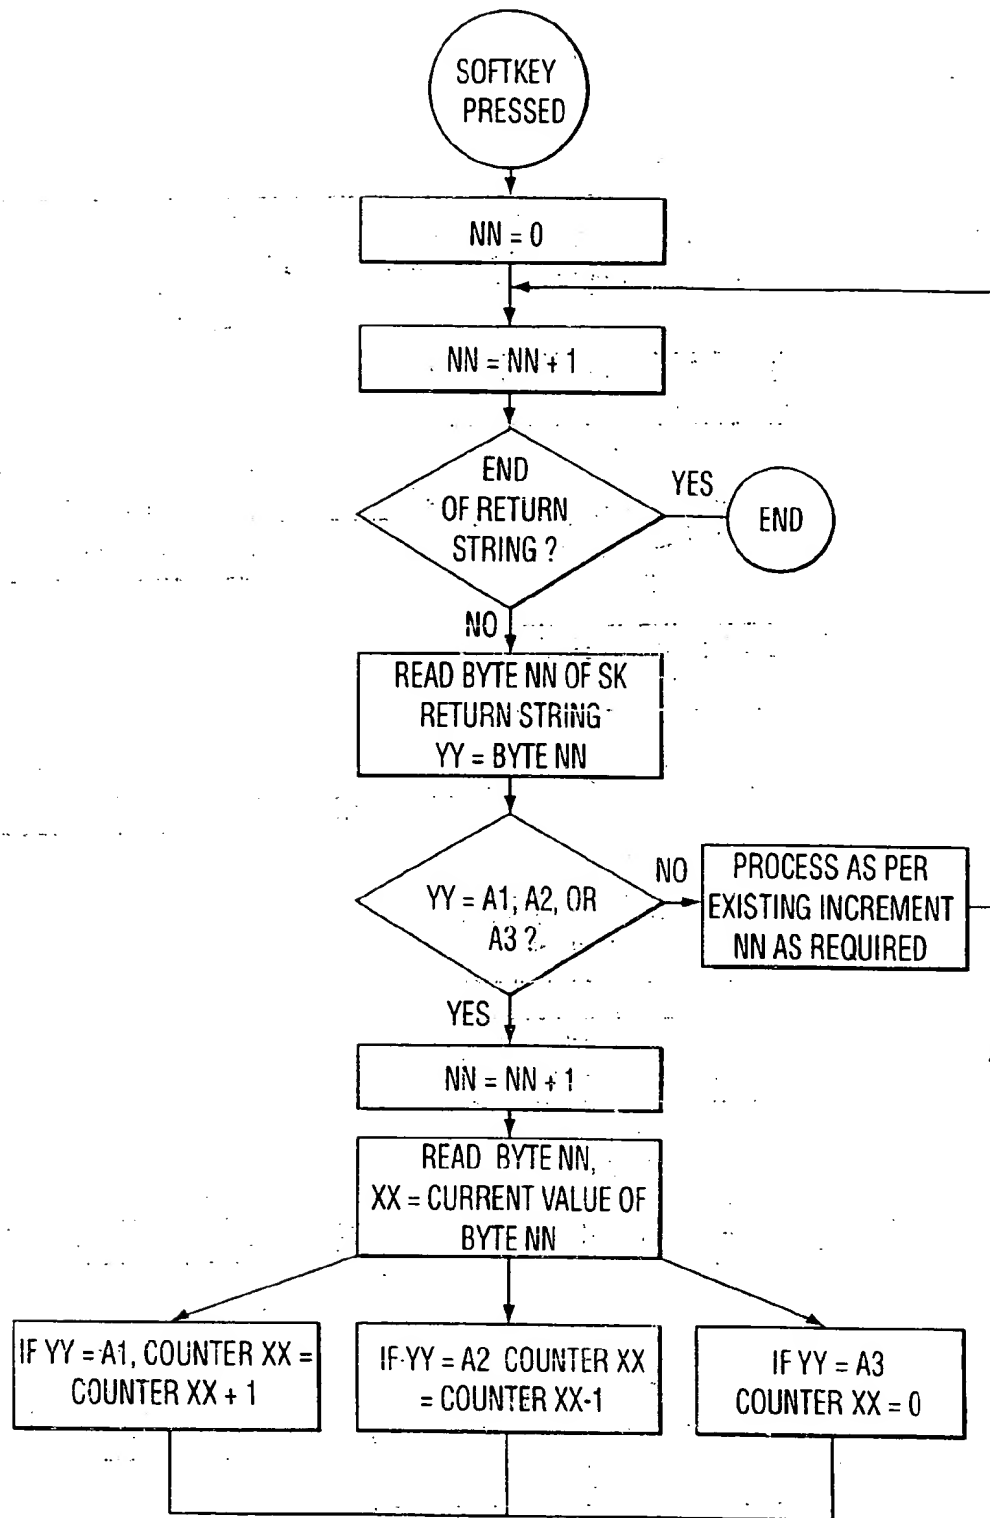 SOFTKEY
PRESSED
NN = 0
NN = NN + 1
END
OF RETURN
STRING ?
YES
END
NO
READ BYTE NN OF SK
RETURN STRING
YY = BYTE NN
YY = A1, A2, OR
A3 ?
NO
PROCESS AS PER
EXISTING INCREMENT
NN AS REQUIRED
YES
NN = NN + 1
READ BYTE NN,
XX = CURRENT VALUE OF
BYTE NN
IF YY = A1, COUNTER XX =
COUNTER XX + 1
IF YY = A2 COUNTER XX
= COUNTER XX-1
IF YY = A3
COUNTER XX = 0